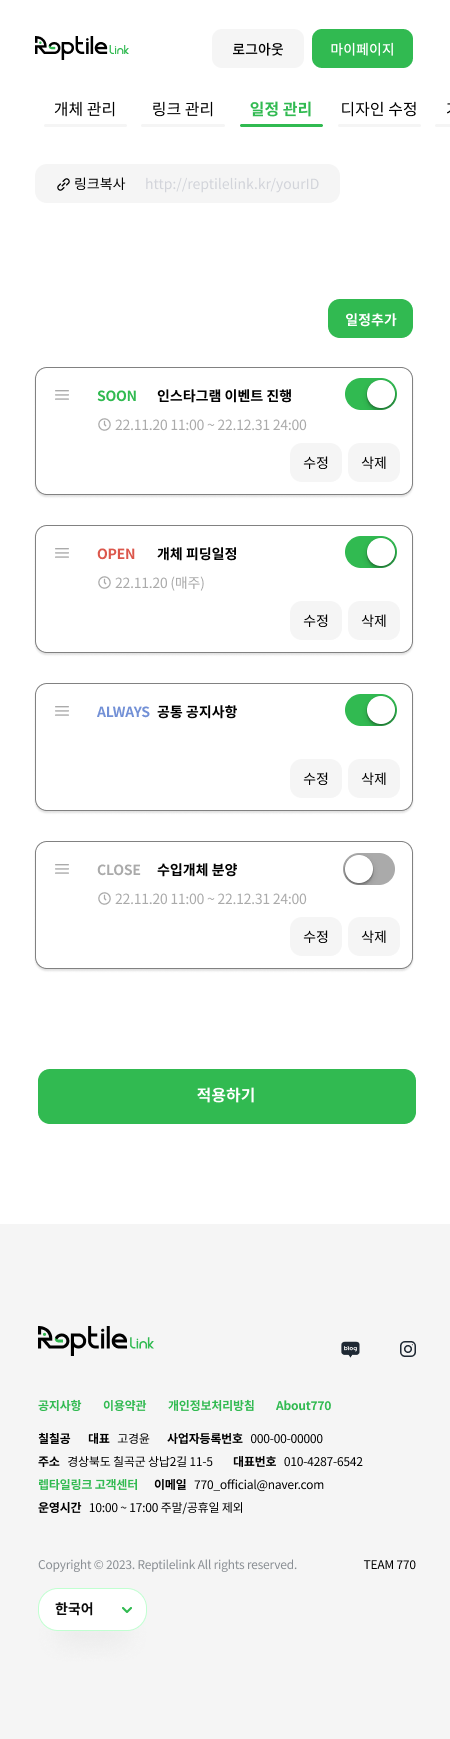 Reptile Link
로그아웃 마이페이지
개체 관리 링크 관리 일정 관리 디자인 수정
링크복사 http://reptilelink.kr/yourID
일정추가
SOON 인스타그램 이벤트 진행
22.11.20 11:00 ~ 22.12.31 24:00
수정 삭제
OPEN 개체 피딩일정
22.11.20 (매주)
수정 삭제
ALWAYS 공통 공지사항
수정 삭제
CLOSE 수입개체 분양
22.11.20 11:00 ~ 22.12.31 24:00
수정 삭제
적용하기
Reptile Link
blog
공지사항 이용약관 개인정보처리방침 About770
칠칠공 대표 고경윤 사업자등록번호 000-00-00000
주소 경상북도 칠곡군 상납2길 11-5 대표번호 010-4287-6542
렙타일링크 고객센터 이메일 770_official@naver.com
운영시간 10:00 ~ 17:00 주말/공휴일 제외
Copyright © 2023. Reptilelink All rights reserved. TEAM 770
한국어